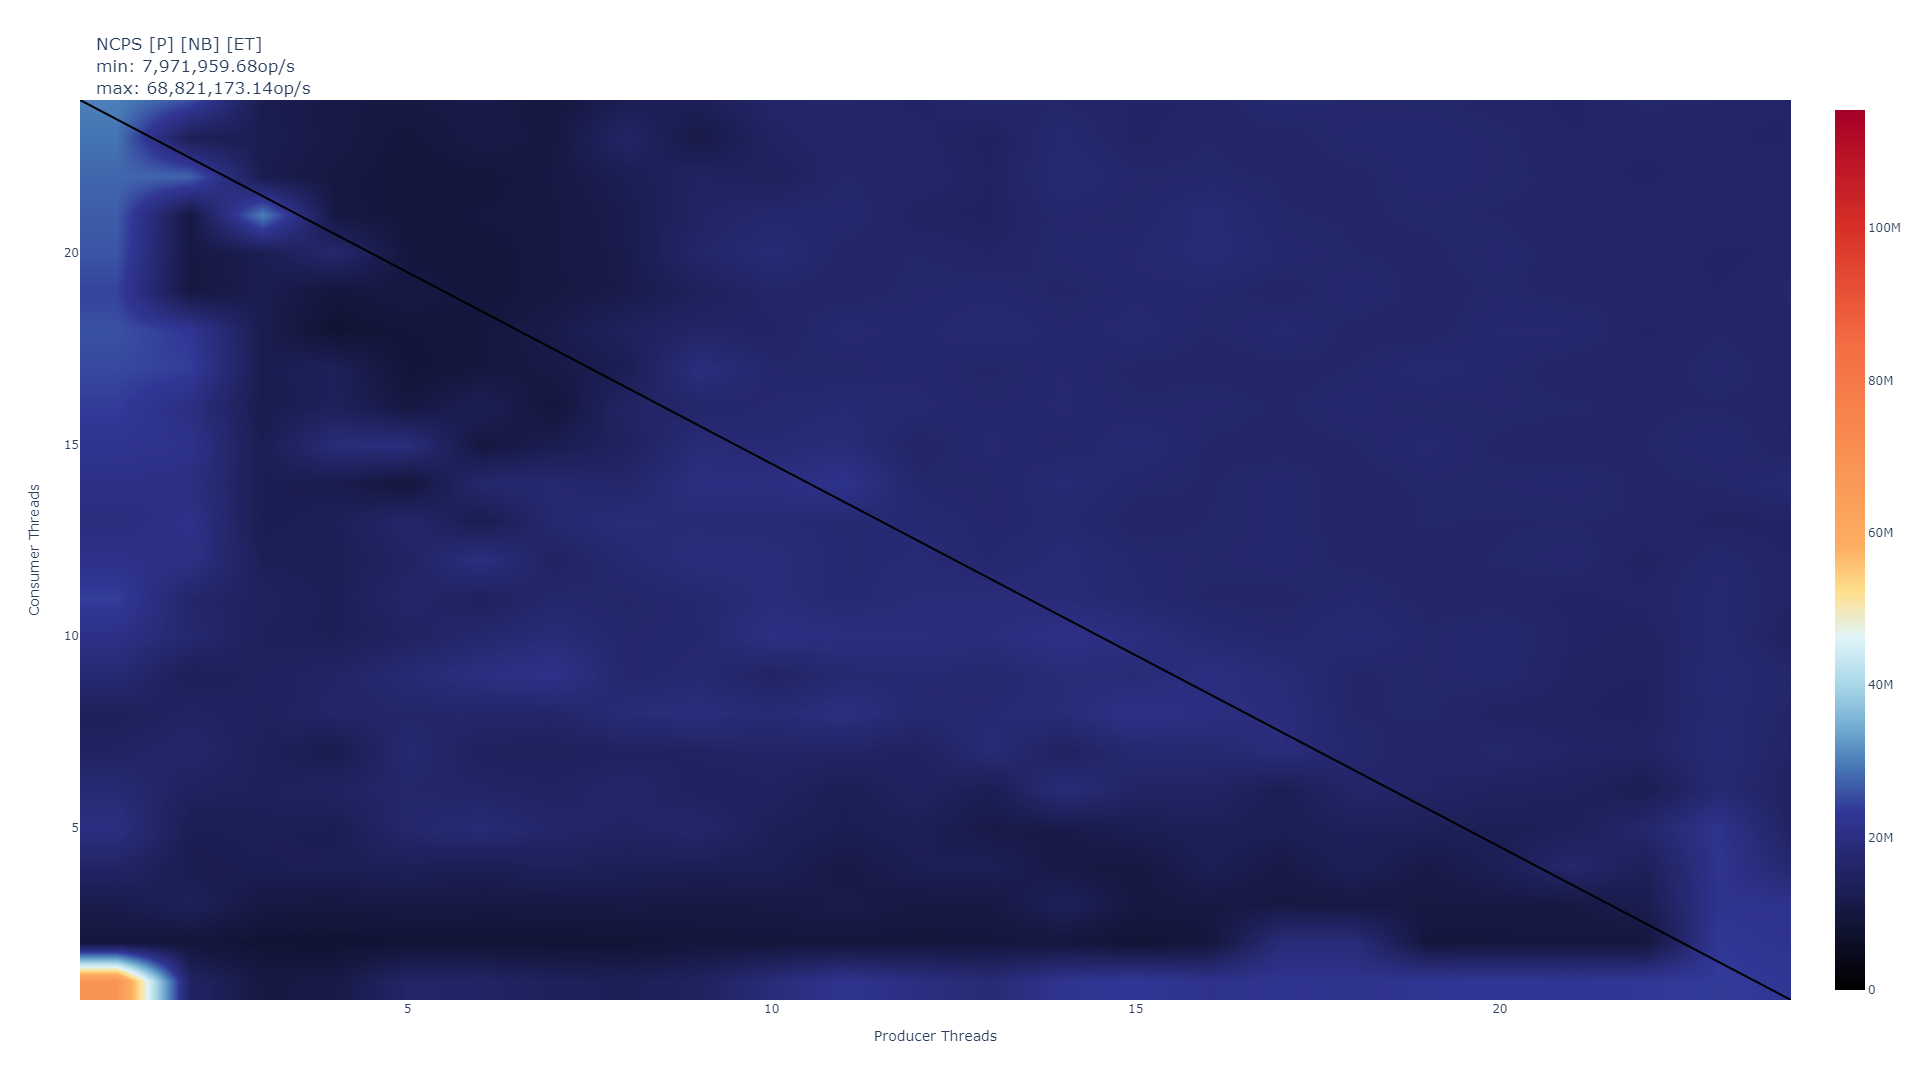 NCPS [P] [NB] [ET]
min: 7,971,959.68op/s
max: 68,821,173.14op/s
Consumer Threads
20
15
10
5
5
10
15
20
Producer Threads
100M
80M
60M
40M
20M
0